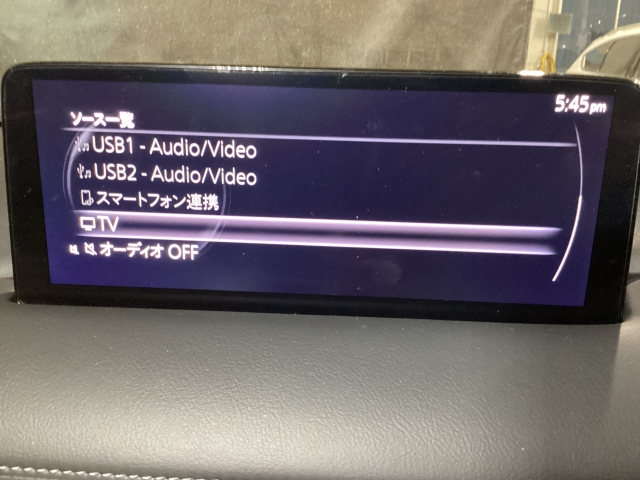 5:45pm
ソース一覧
USB1 - Audio/Video
USB2 - Audio/Video
スマートフォン連携
TV
オーディオ OFF